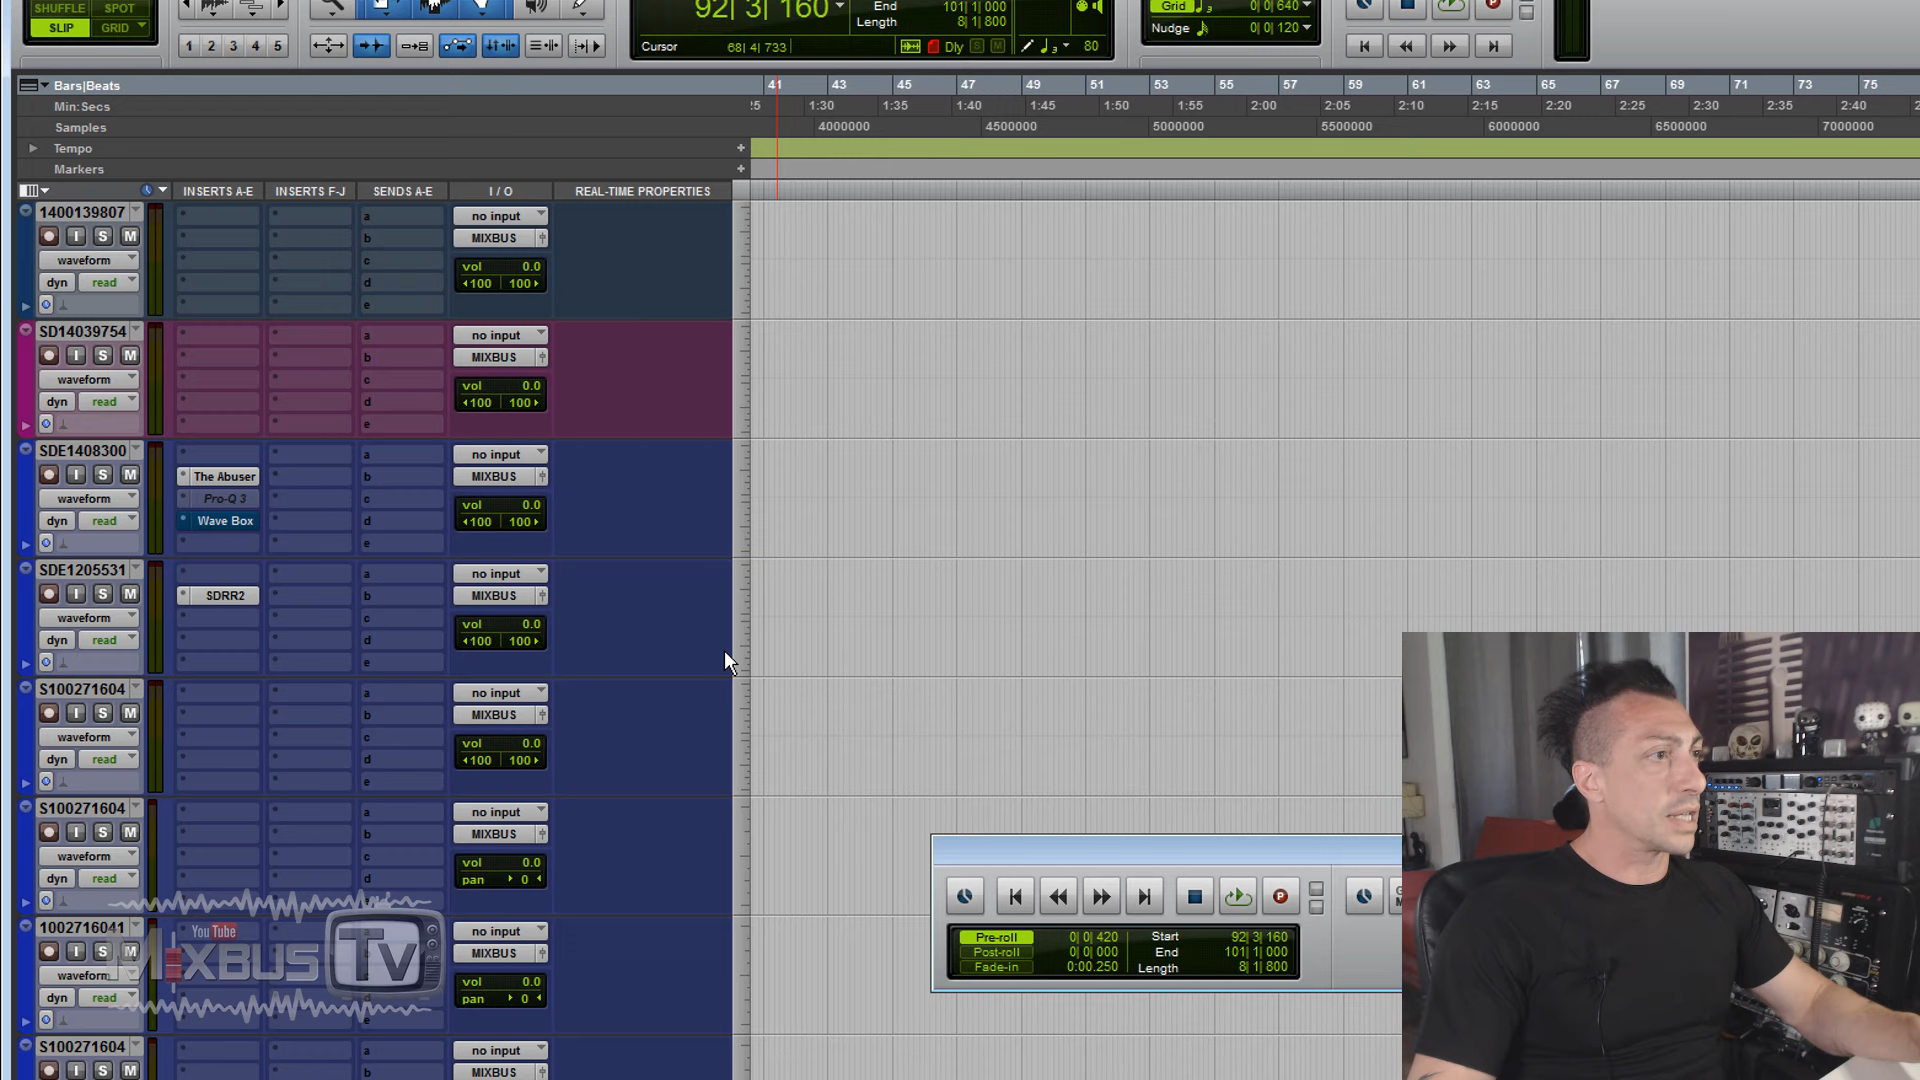 SHUFFLE SPOT
SLIP GRID
1 2 3 4 5
92| 3| 160
End 101| 1| 000
Length 8| 1| 800
Cursor 68| 4| 733
Dly S M 80
Grid 0| 0| 640
Nudge 0| 0| 120
Bars|Beats 41 43 45 47 49 51 53 55 57 59 61 63 65 67 69 71 73 75
Min:Secs :5 1:30 1:35 1:40 1:45 1:50 1:55 2:00 2:05 2:10 2:15 2:20 2:25 2:30 2:35 2:40
Samples 4000000 4500000 5000000 5500000 6000000 6500000 7000000
Tempo
Markers
INSERTS A-E INSERTS F-J SENDS A-E I / O REAL-TIME PROPERTIES
1400139807 a no input
I S M b MIXBUS
waveform c vol 0.0
dyn read d 100 100
e
SD14039754 a no input
I S M b MIXBUS
waveform c vol 0.0
dyn read d 100 100
e
SDE1408300 a no input
I S M The Abuser b MIXBUS
waveform Pro-Q 3 c vol 0.0
dyn read Wave Box d 100 100
e
SDE1205531 a no input
I S M SDRR2 b MIXBUS
waveform c vol 0.0
dyn read d 100 100
e
S100271604 a no input
I S M b MIXBUS
waveform c vol 0.0
dyn read d 100 100
e
S100271604 a no input
I S M b MIXBUS
waveform c vol 0.0
dyn read d pan 0
1002716041 no input
I S M MIXBUS
waveform vol 0.0
dyn read pan 0
e
S100271604 a no input
I S M b MIXBUS
Pre-roll 0| 0| 420 Start 92| 3| 160
Post-roll 0| 0| 000 End 101| 1| 000
Fade-in 0:00.250 Length 8| 1| 800
You Tube
MIXBUS Tv